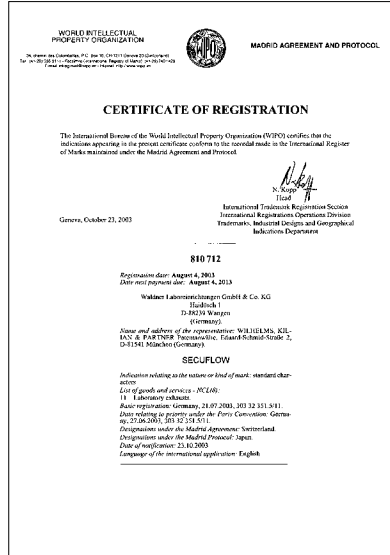 WORLD INTELLECTUAL
PROPERTY ORGANIZATION
WIPO
MADRID AGREEMENT AND PROTOCOL
CERTIFICATE OF REGISTRATION
The International Bureau of the World Intellectual Property Organization (WIPO) certifies that the
indications appearing in the present certificate conform to the recordal made in the International Register
of Marks maintained under the Madrid Agreement and Protocol.
N. Kopp
Head
International Trademark Registration Section
International Registrations Operations Division
Trademarks, Industrial Designs and Geographical
Indications Department
Geneva, October 23, 2003
810 712
Registration date: August 4, 2003
Date next payment due: August 4, 2013
Waldner Laboreinrichtungen GmbH & Co. KG
Haidösch 1
D-88239 Wangen
(Germany).
Name and address of the representative: WILHELMS, KIL-
IAN & PARTNER Patentanwälte, Eduard-Schmid-Straße 2,
D-81541 München (Germany).
SECUFLOW
Indication relating to the nature or kind of mark: standard char-
acters
List of goods and services - NCL(8):
11 Laboratory exhausts.
Basic registration: Germany, 21.07.2003, 303 32 351.5/11.
Data relating to priority under the Paris Convention: Germa-
ny, 27.06.2003, 303 32 351.5/11.
Designations under the Madrid Agreement: Switzerland.
Designations under the Madrid Protocol: Japan.
Date of notification: 23.10.2003
Language of the international application: English